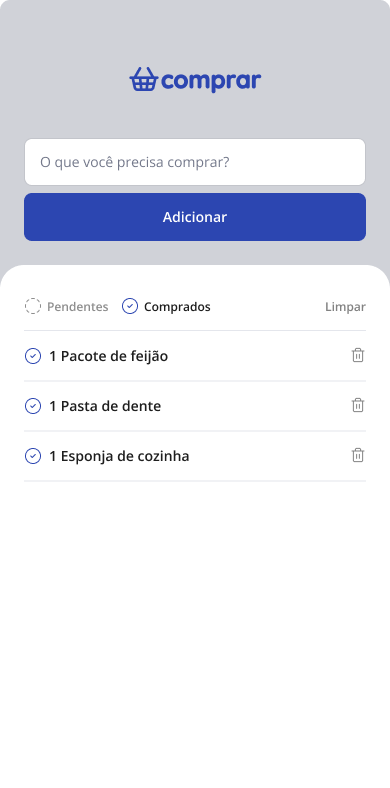 comprar
O que você precisa comprar?
Adicionar
Pendentes Comprados Limpar
1 Pacote de feijão
1 Pasta de dente
1 Esponja de cozinha